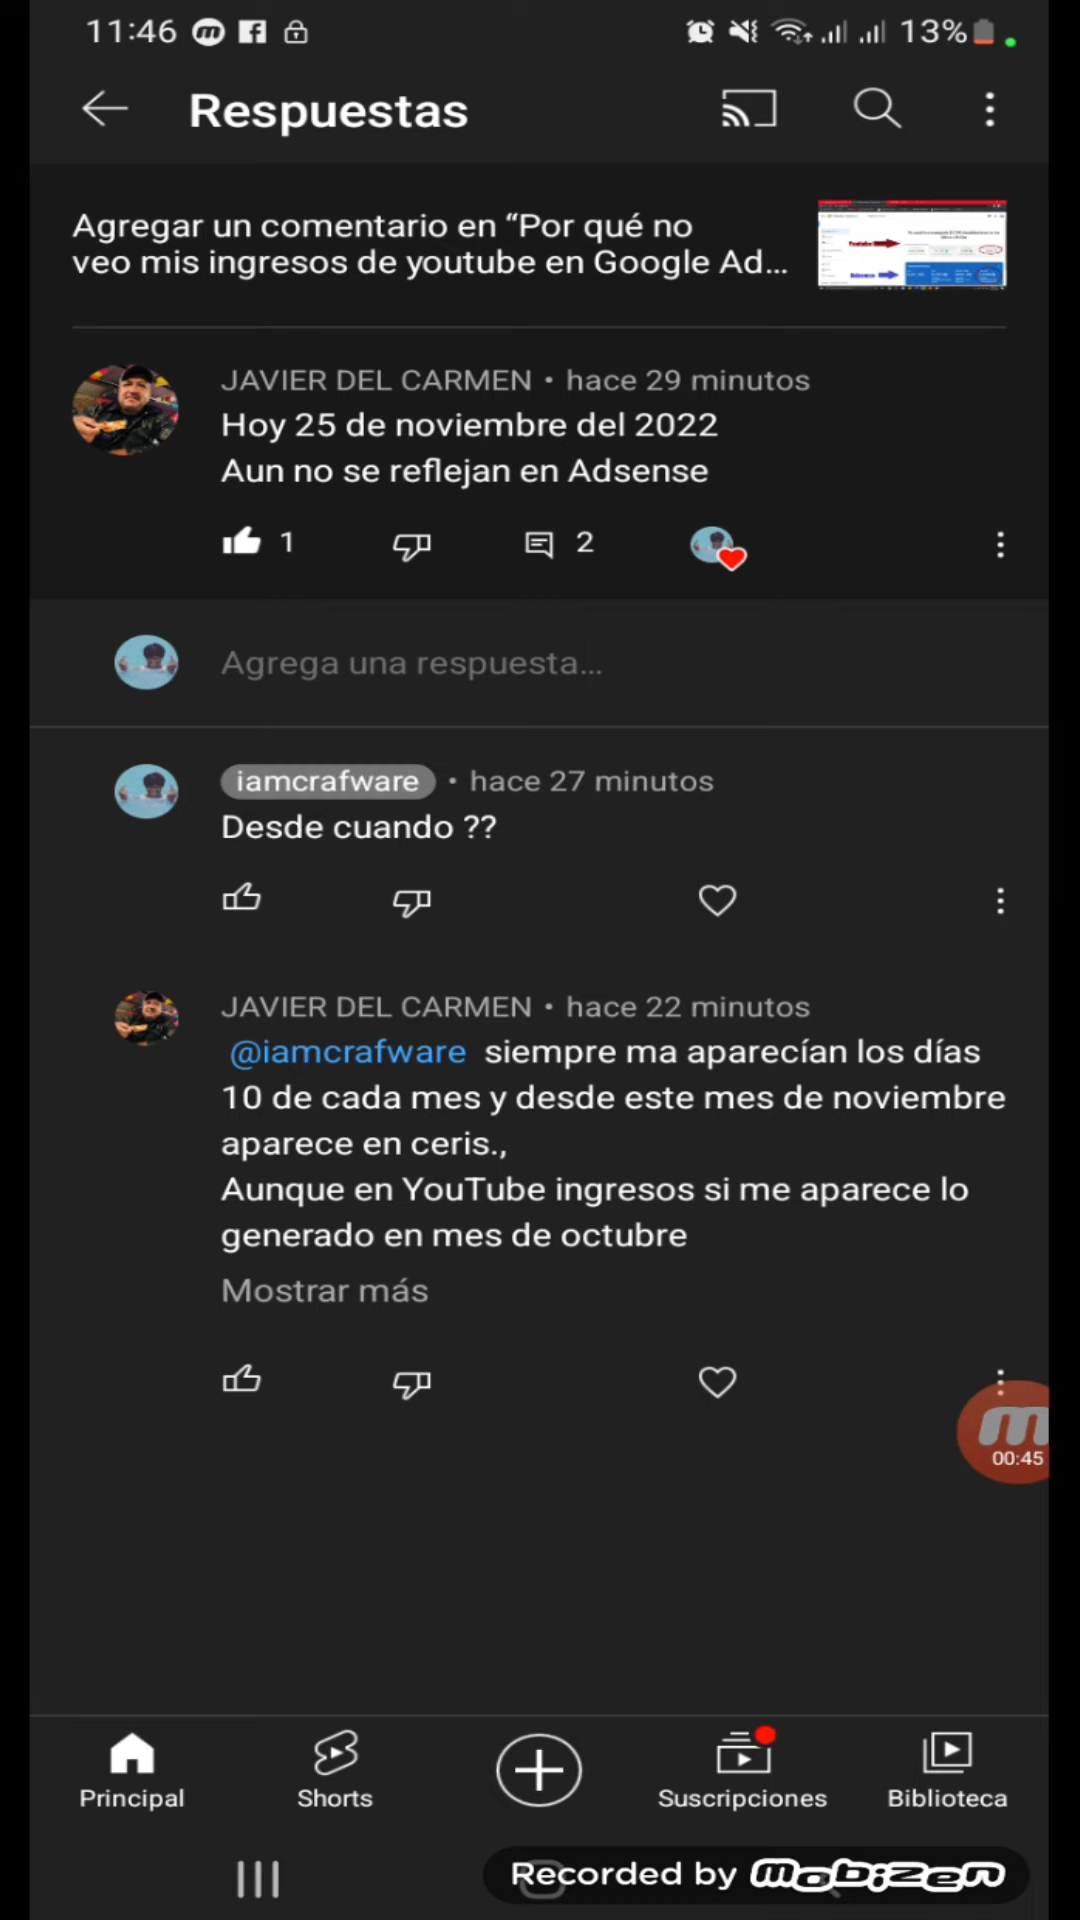 11:46
13%
Respuestas
Agregar un comentario en “Por qué no
veo mis ingresos de youtube en Google Ad...
JAVIER DEL CARMEN • hace 29 minutos
Hoy 25 de noviembre del 2022
Aun no se reflejan en Adsense
1
2
Agrega una respuesta...
iamcrafware • hace 27 minutos
Desde cuando ??
JAVIER DEL CARMEN • hace 22 minutos
@iamcrafware siempre ma aparecían los días
10 de cada mes y desde este mes de noviembre
aparece en ceris.,
Aunque en YouTube ingresos si me aparece lo
generado en mes de octubre
Mostrar más
00:45
Principal
Shorts
Suscripciones
Biblioteca
Recorded by mobizen